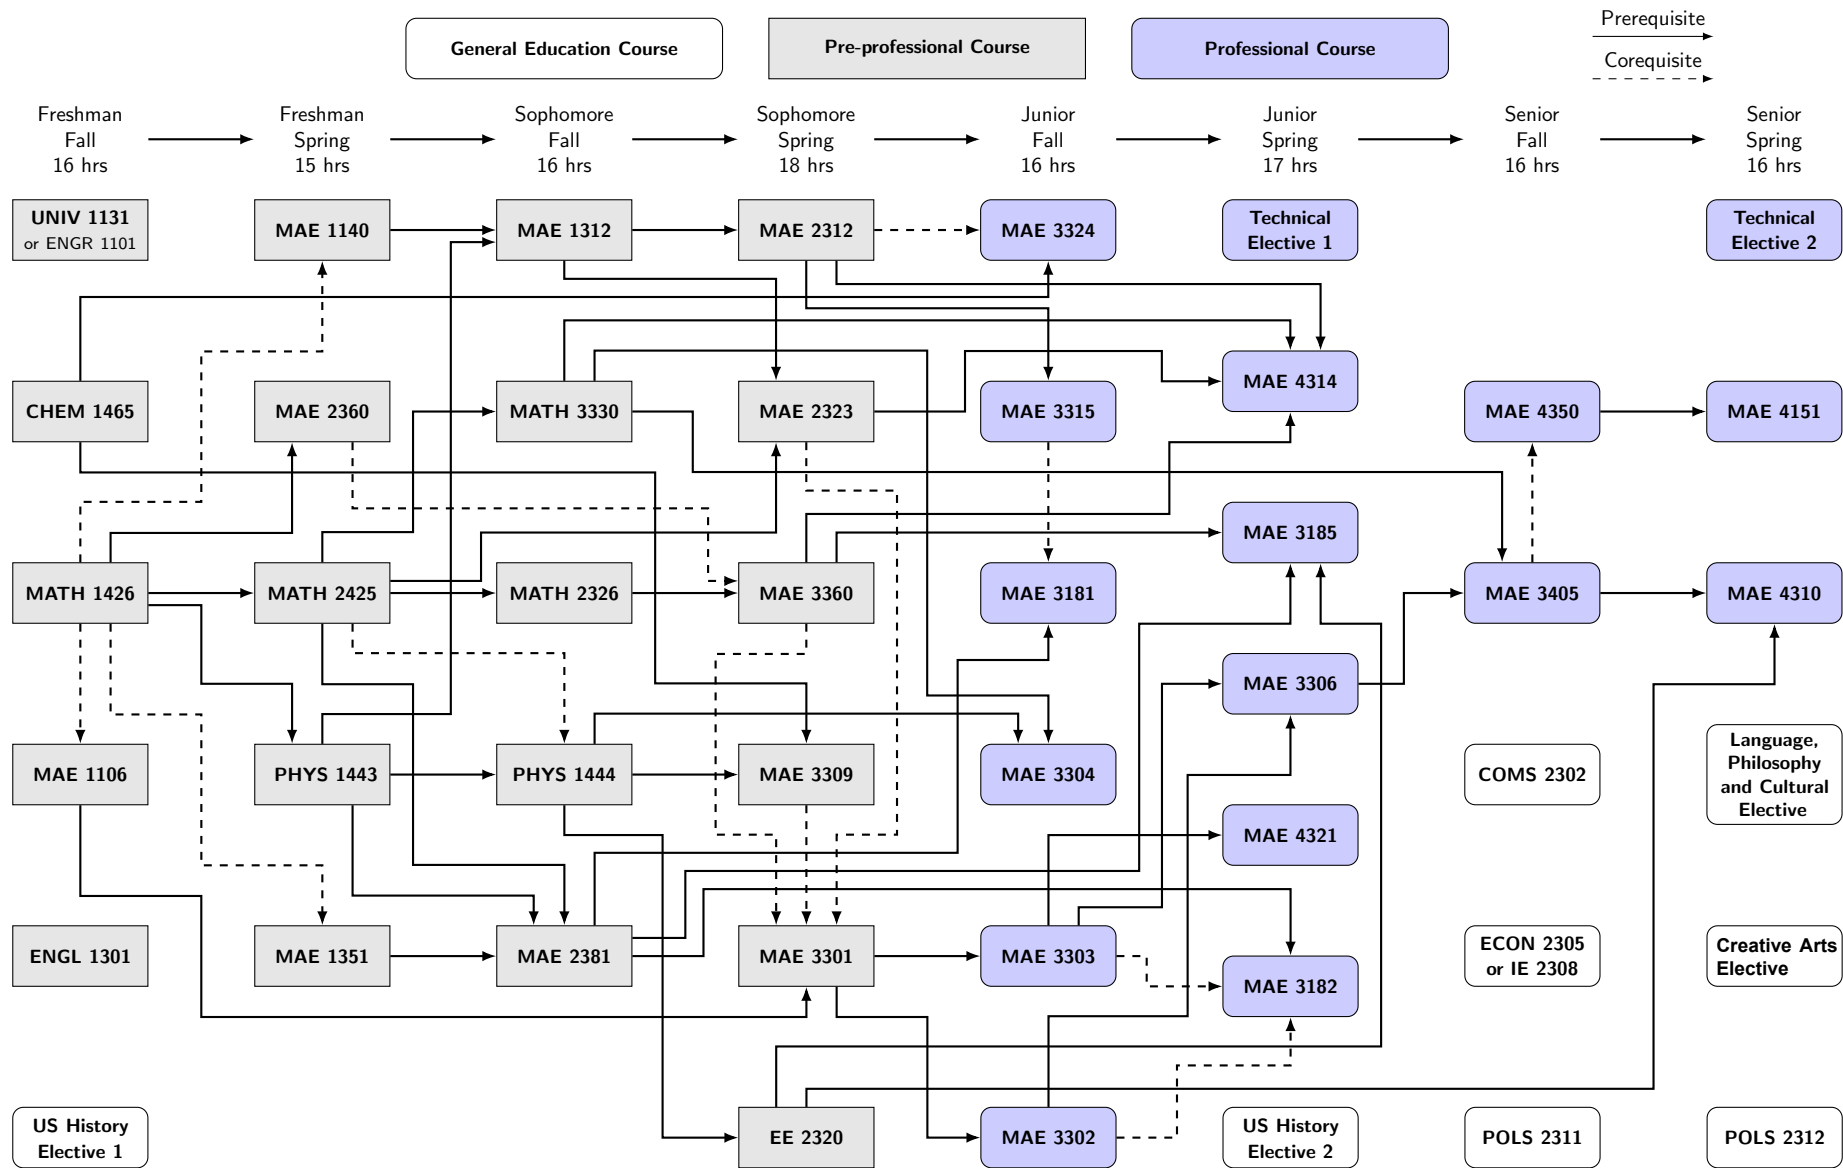 General Education Course
Pre-professional Course
Professional Course
Prerequisite
Corequisite
Freshman
Fall
16 hrs
Freshman
Spring
15 hrs
Sophomore
Fall
16 hrs
Sophomore
Spring
18 hrs
Junior
Fall
16 hrs
Junior
Spring
17 hrs
Senior
Fall
16 hrs
Senior
Spring
16 hrs
UNIV 1131
or ENGR 1101
MAE 1140
MAE 1312
MAE 2312
MAE 3324
Technical
Elective 1
Technical
Elective 2
CHEM 1465
MAE 2360
MATH 3330
MAE 2323
MAE 3315
MAE 4314
MAE 4350
MAE 4151
MAE 3185
MATH 1426
MATH 2425
MATH 2326
MAE 3360
MAE 3181
MAE 3405
MAE 4310
MAE 3306
MAE 1106
PHYS 1443
PHYS 1444
MAE 3309
MAE 3304
COMS 2302
Language,
Philosophy
and Cultural
Elective
MAE 4321
ENGL 1301
MAE 1351
MAE 2381
MAE 3301
MAE 3303
MAE 3182
ECON 2305
or IE 2308
Creative Arts
Elective
US History
Elective 1
EE 2320
MAE 3302
US History
Elective 2
POLS 2311
POLS 2312